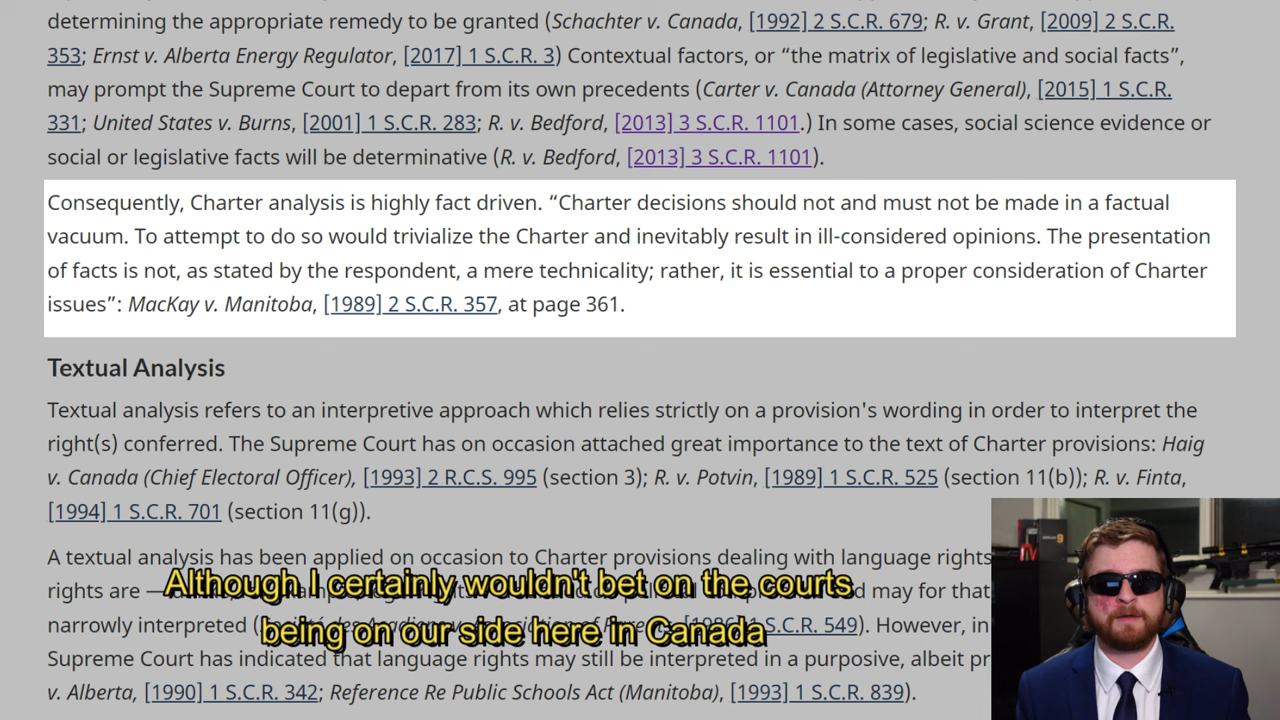 determining the appropriate remedy to be granted (Schachter v. Canada, [1992] 2 S.C.R. 679; R. v. Grant, [2009] 2 S.C.R.
353; Ernst v. Alberta Energy Regulator, [2017] 1 S.C.R. 3) Contextual factors, or “the matrix of legislative and social facts”,
may prompt the Supreme Court to depart from its own precedents (Carter v. Canada (Attorney General), [2015] 1 S.C.R.
331; United States v. Burns, [2001] 1 S.C.R. 283; R. v. Bedford, [2013] 3 S.C.R. 1101.) In some cases, social science evidence or
social or legislative facts will be determinative (R. v. Bedford, [2013] 3 S.C.R. 1101).
Consequently, Charter analysis is highly fact driven. “Charter decisions should not and must not be made in a factual
vacuum. To attempt to do so would trivialize the Charter and inevitably result in ill-considered opinions. The presentation
of facts is not, as stated by the respondent, a mere technicality; rather, it is essential to a proper consideration of Charter
issues”: MacKay v. Manitoba, [1989] 2 S.C.R. 357, at page 361.
Textual Analysis
Textual analysis refers to an interpretive approach which relies strictly on a provision's wording in order to interpret the
right(s) conferred. The Supreme Court has on occasion attached great importance to the text of Charter provisions: Haig
v. Canada (Chief Electoral Officer), [1993] 2 R.C.S. 995 (section 3); R. v. Potvin, [1989] 1 S.C.R. 525 (section 11(b)); R. v. Finta,
[1994] 1 S.C.R. 701 (section 11(g)).
A textual analysis has been applied on occasion to Charter provisions dealing with language rights
rights are — may for that
Although I certainly wouldn't bet on the courts
narrowly interpreted ( S.C.R. 549). However, in
being on our side here in Canada
Supreme Court has indicated that language rights may still be interpreted in a purposive, albeit pr
v. Alberta, [1990] 1 S.C.R. 342; Reference Re Public Schools Act (Manitoba), [1993] 1 S.C.R. 839).